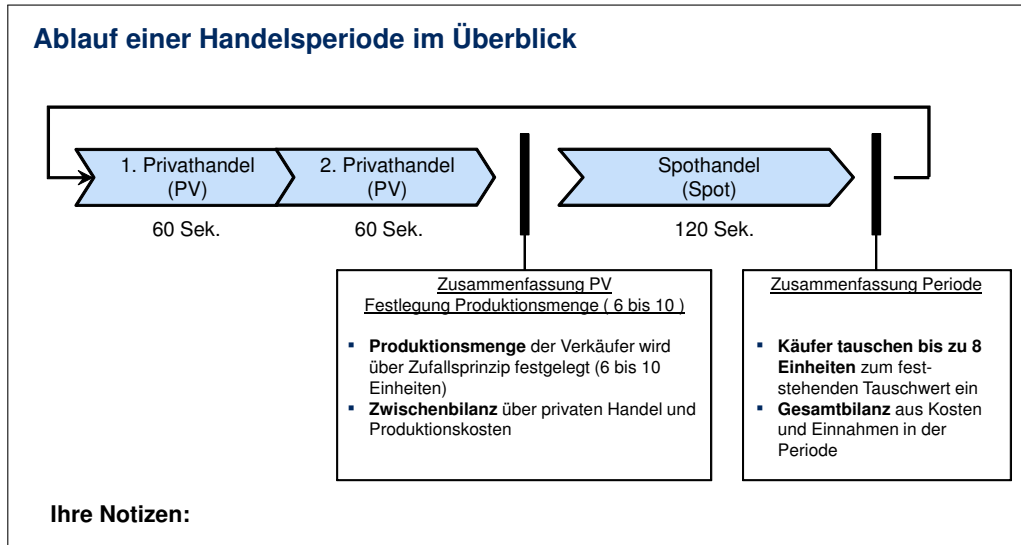 Ablauf einer Handelsperiode im Überblick
1. Privathandel
(PV)
2. Privathandel
(PV)
Spothandel
(Spot)
60 Sek.
60 Sek.
120 Sek.
Zusammenfassung PV
Festlegung Produktionsmenge ( 6 bis 10 )
▪ Produktionsmenge der Verkäufer wird
über Zufallsprinzip festgelegt (6 bis 10
Einheiten)
▪ Zwischenbilanz über privaten Handel und
Produktionskosten
Zusammenfassung Periode
▪ Käufer tauschen bis zu 8
Einheiten zum fest-
stehenden Tauschwert ein
▪ Gesamtbilanz aus Kosten
und Einnahmen in der
Periode
Ihre Notizen: